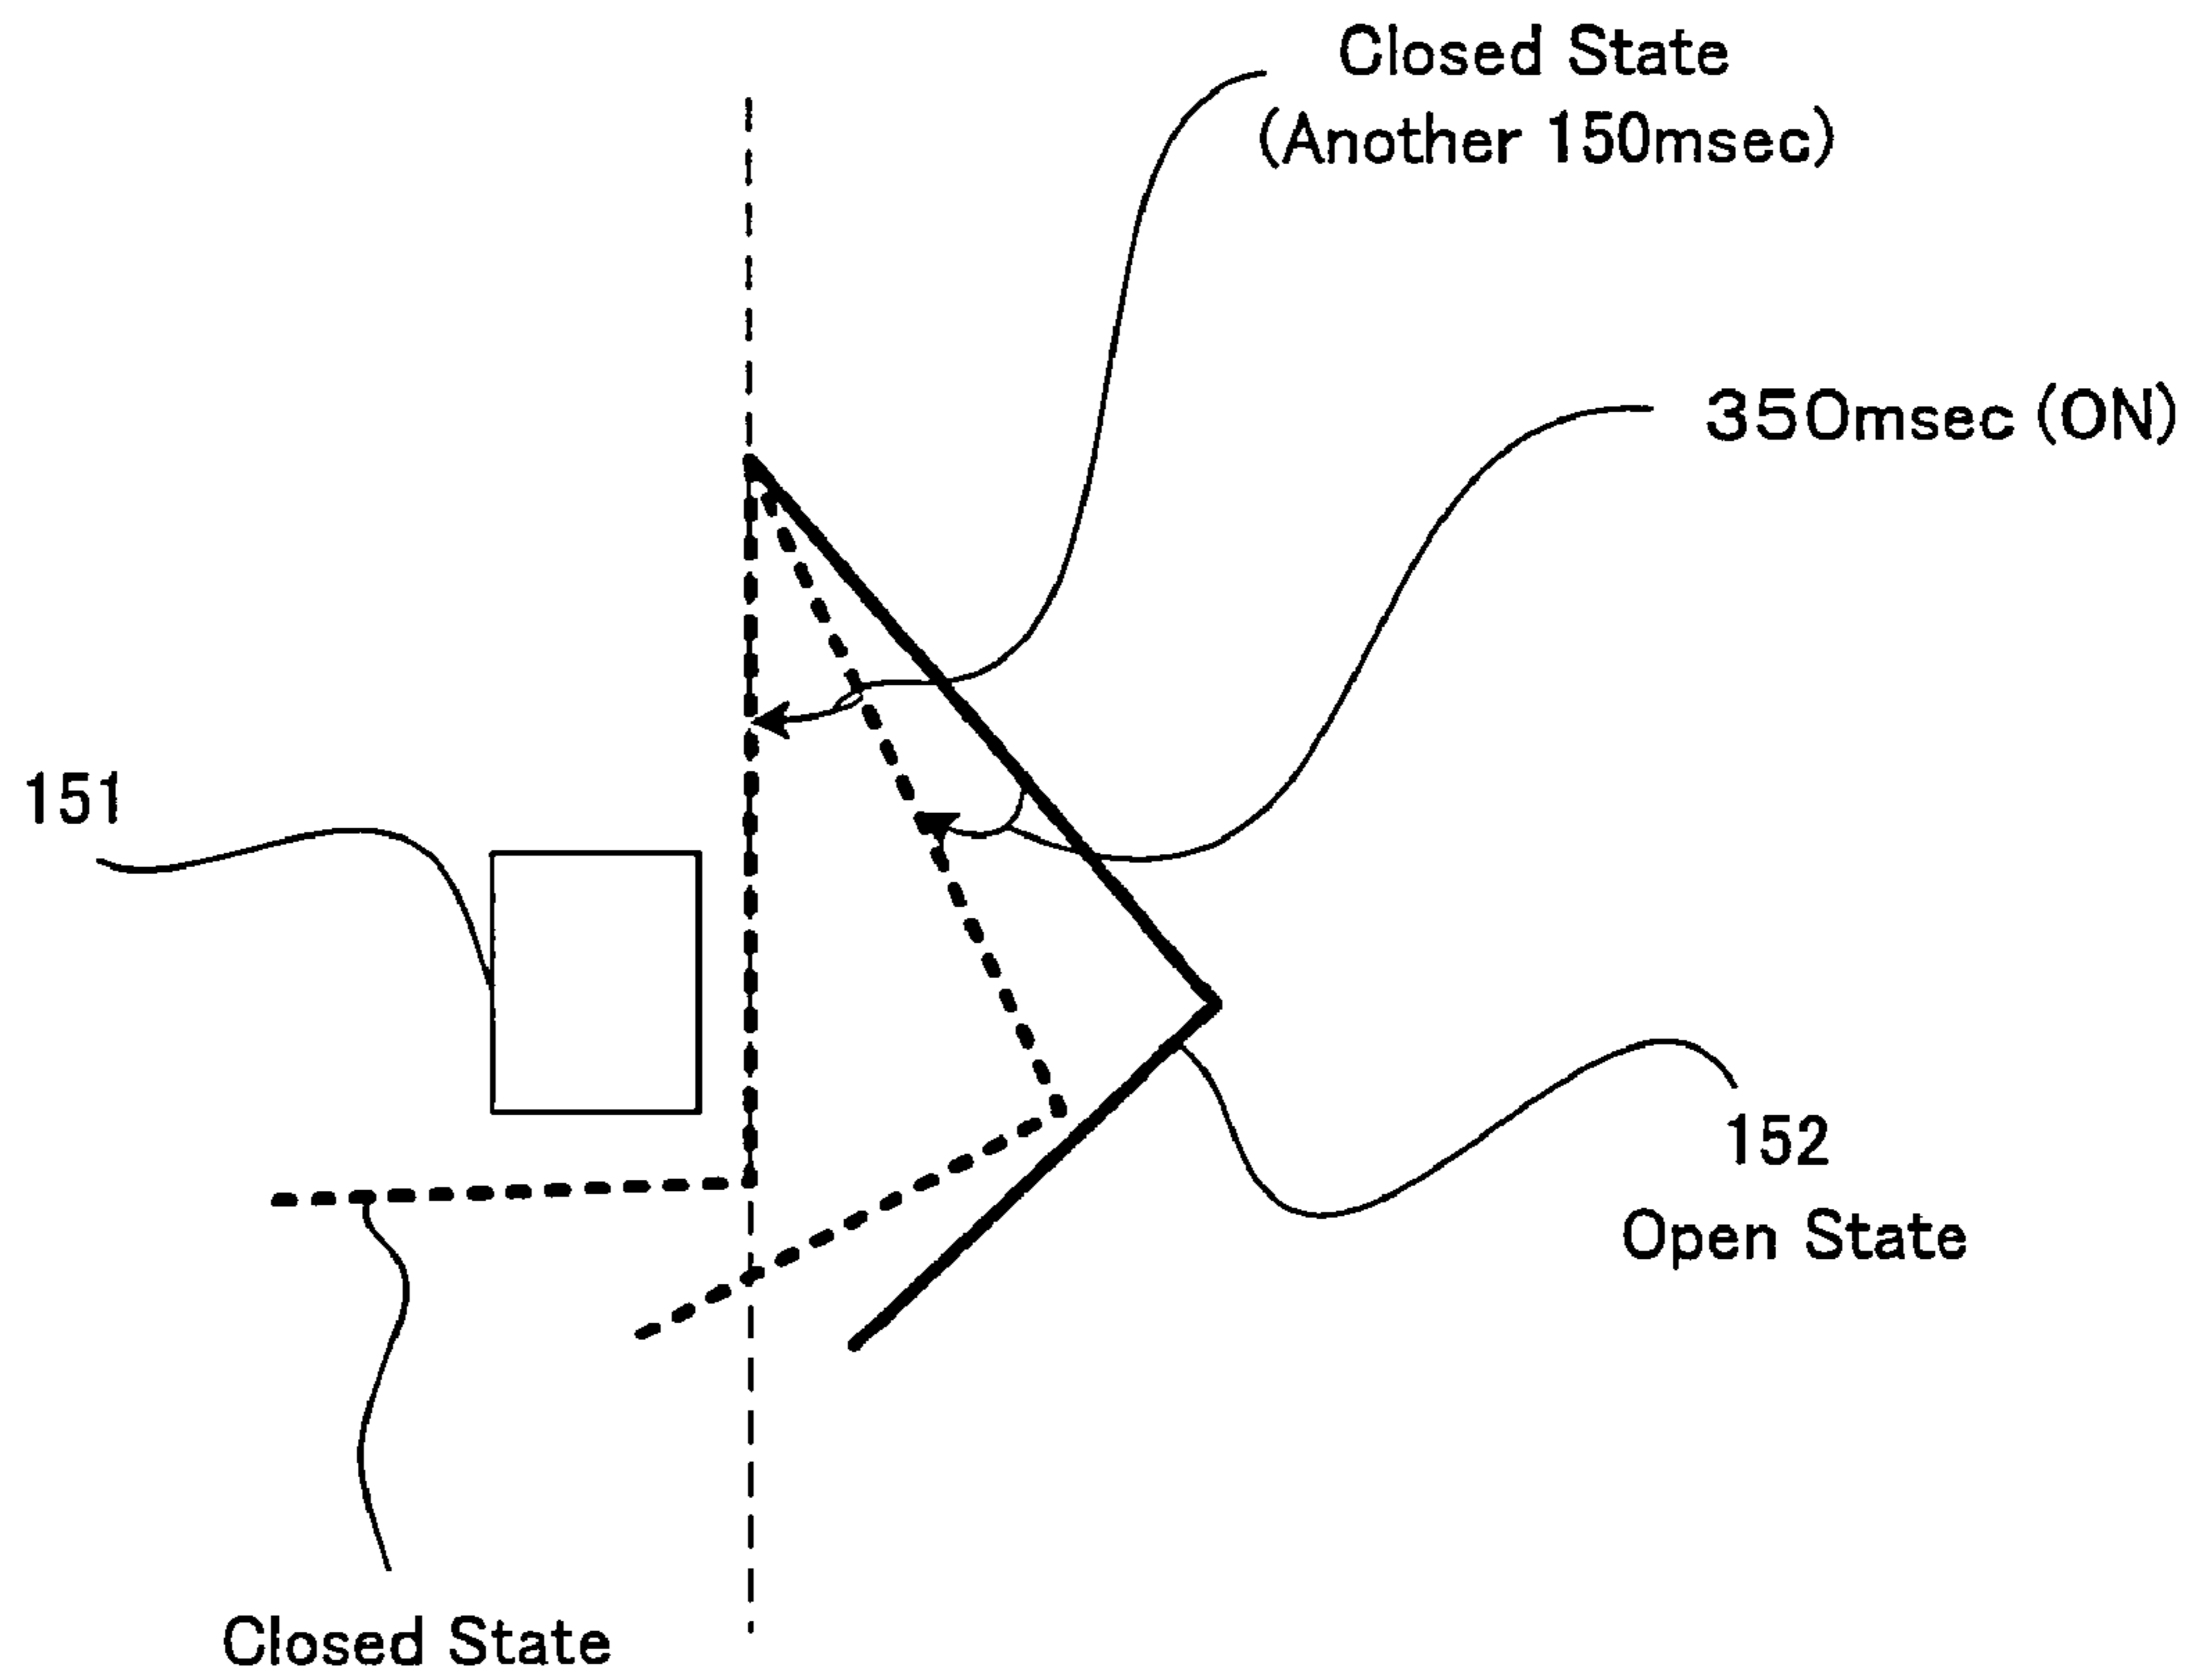 Closed State
(Another 150msec)
350msec (ON)
151
152
Open State
Closed State